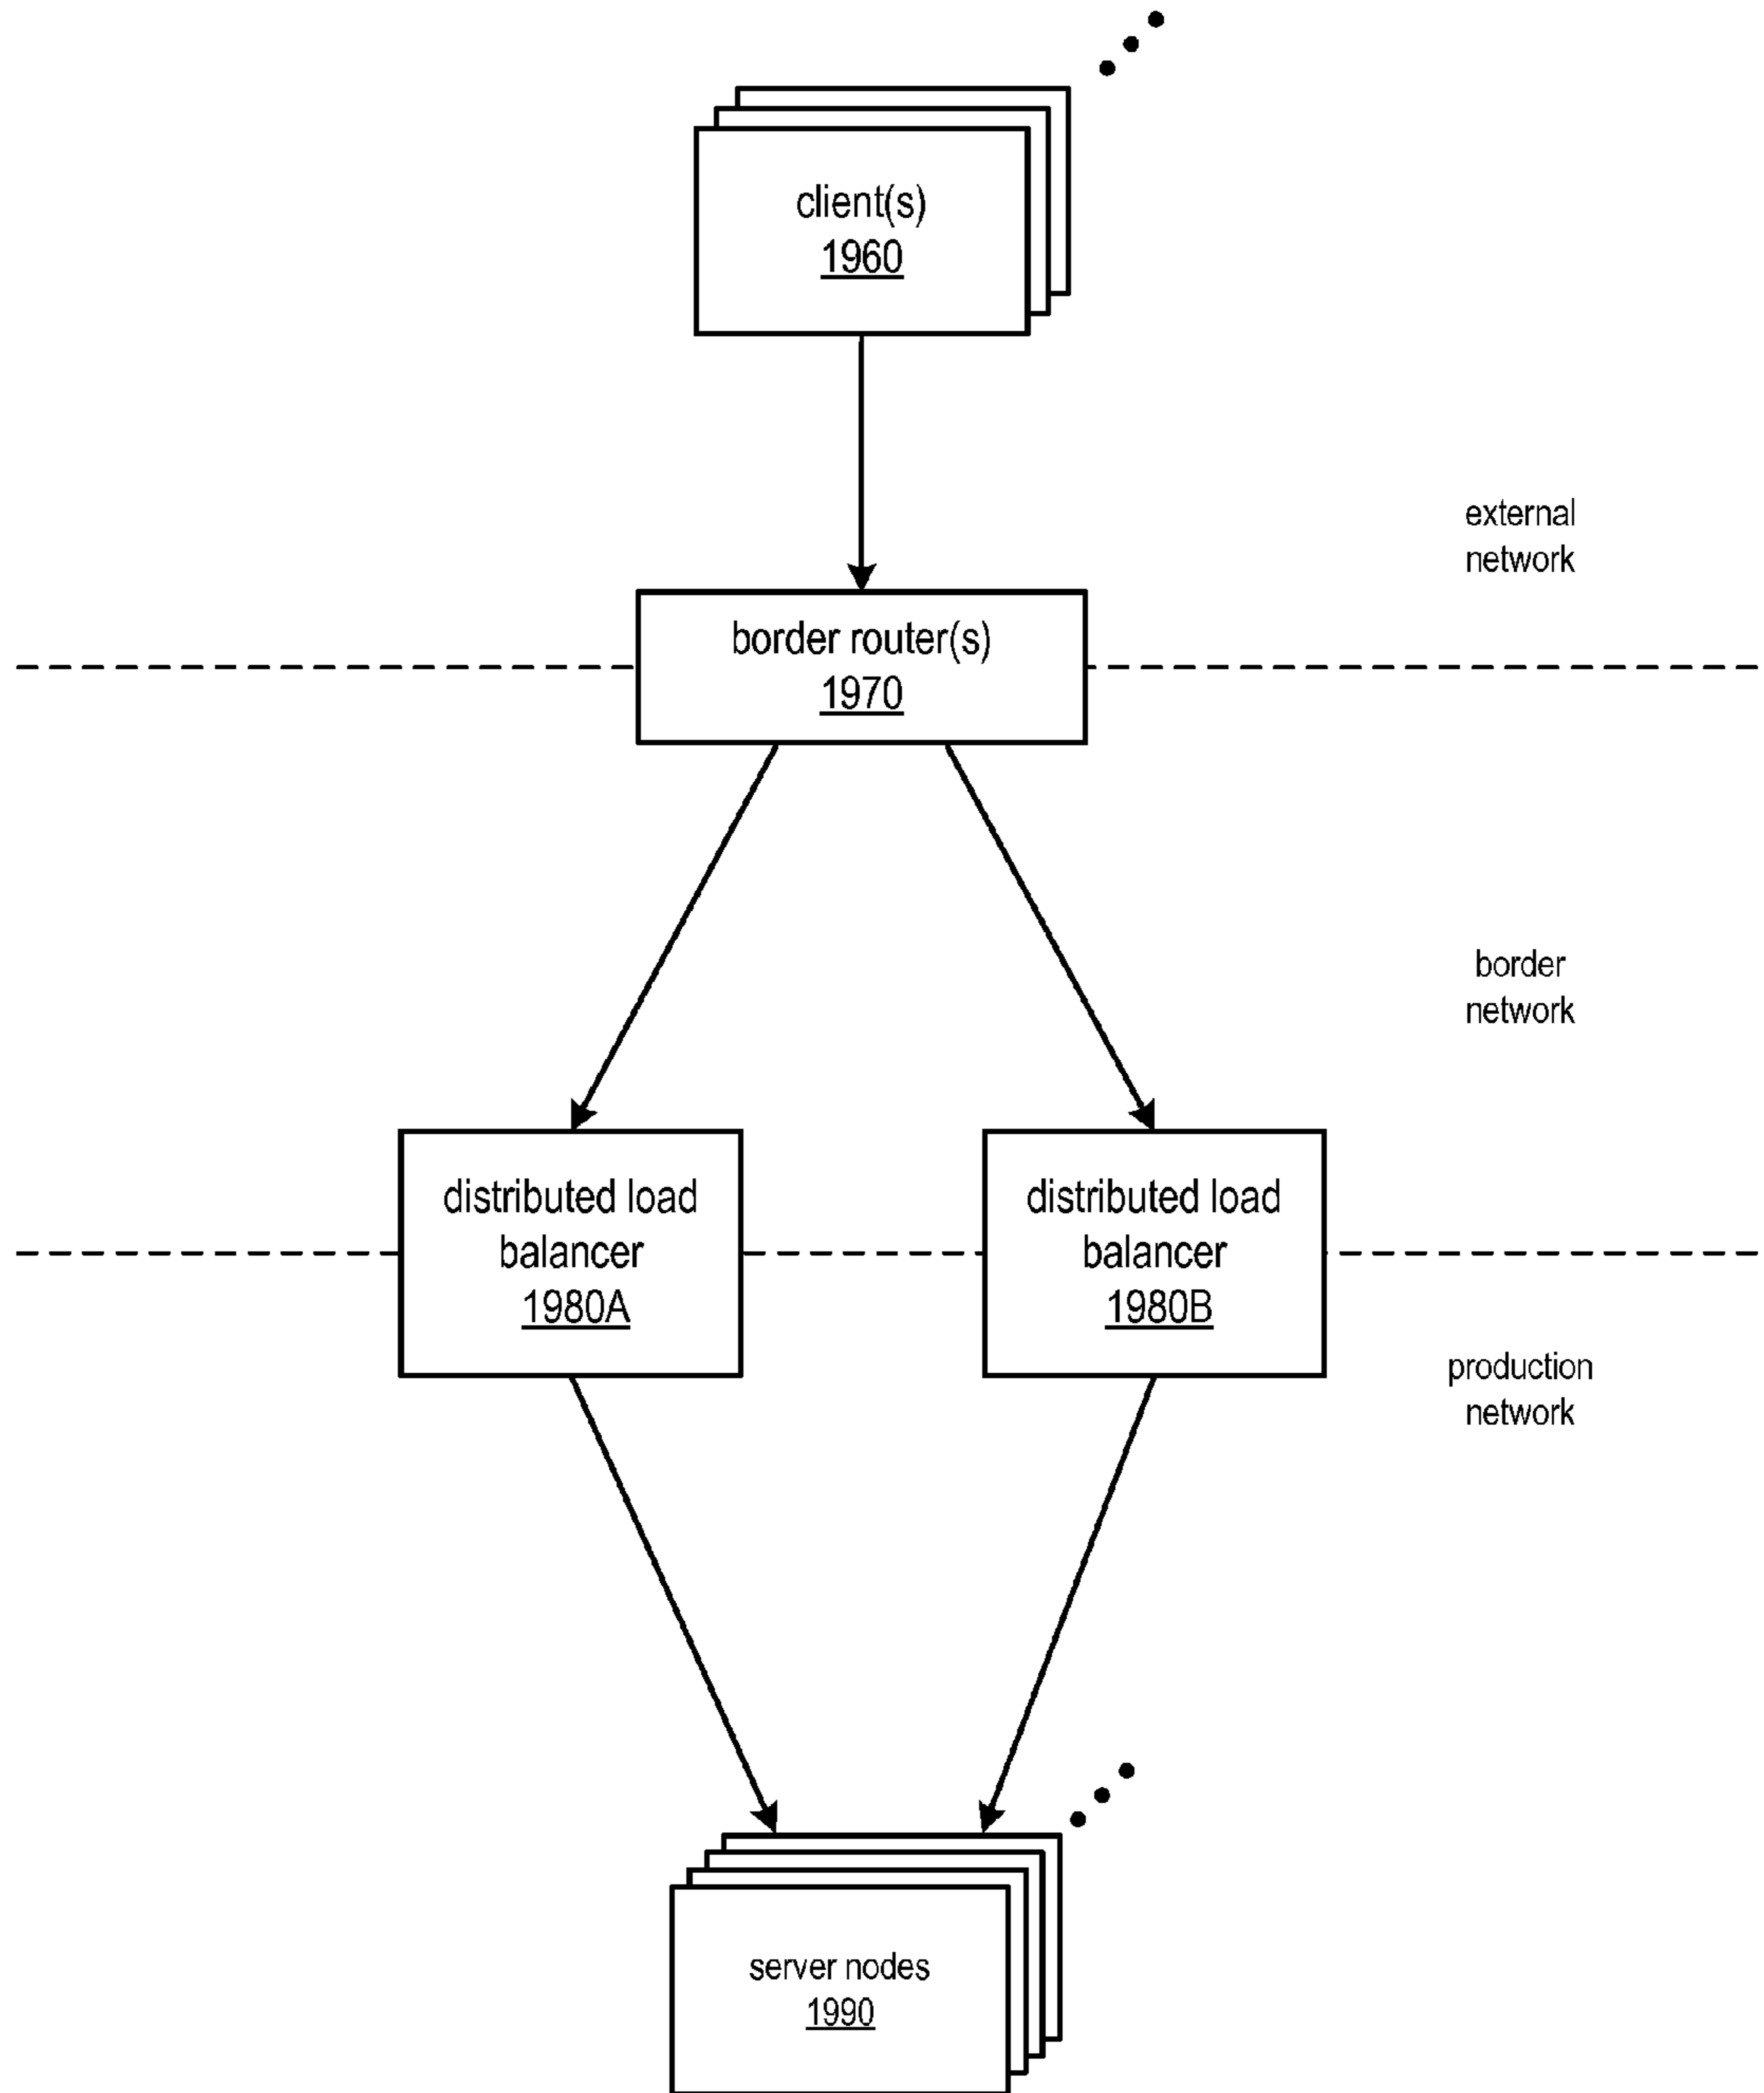 client(s)
1960
external
network
border router(s)
1970
border
network
distributed load
balancer
1980A
distributed load
balancer
1980B
production
network
server nodes
1990